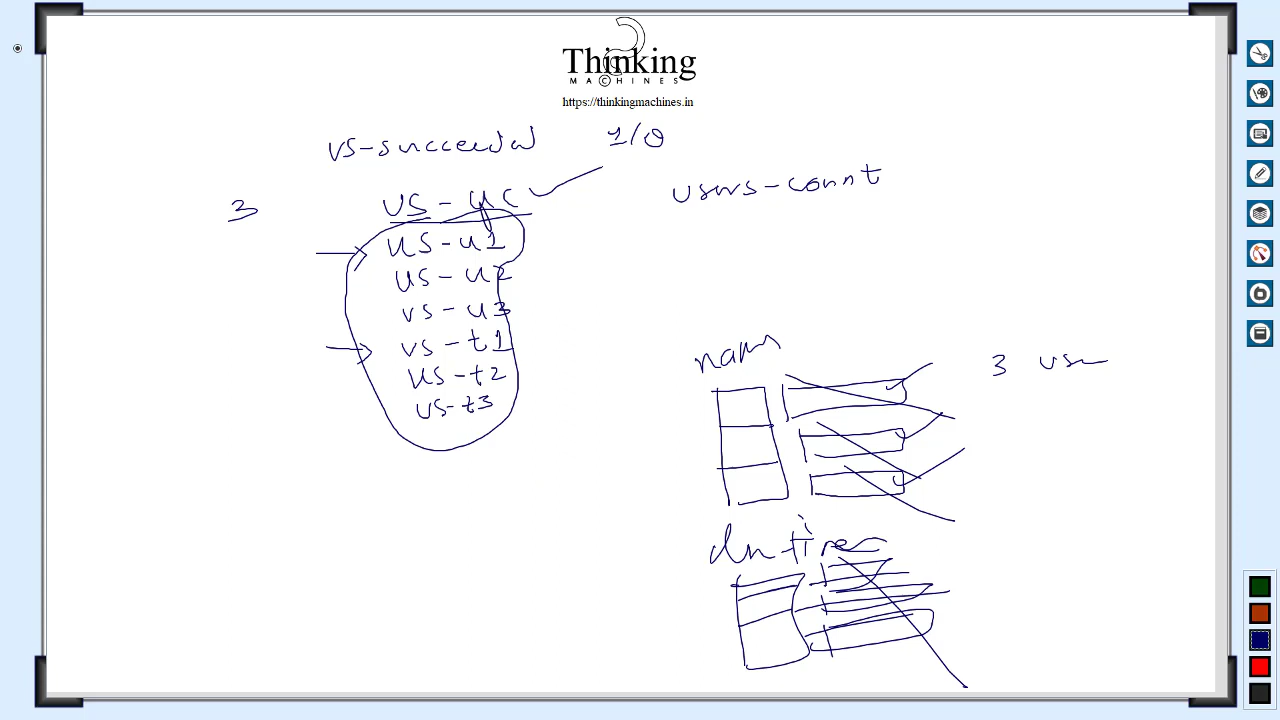 Thinking
MACHINES
https://thinkingmachines.in
vs-succeeded 1/0
3 vs - uc users-count
us - u1
us - u2
vs - u3
vs - t1
us - t2
vs-t3
3